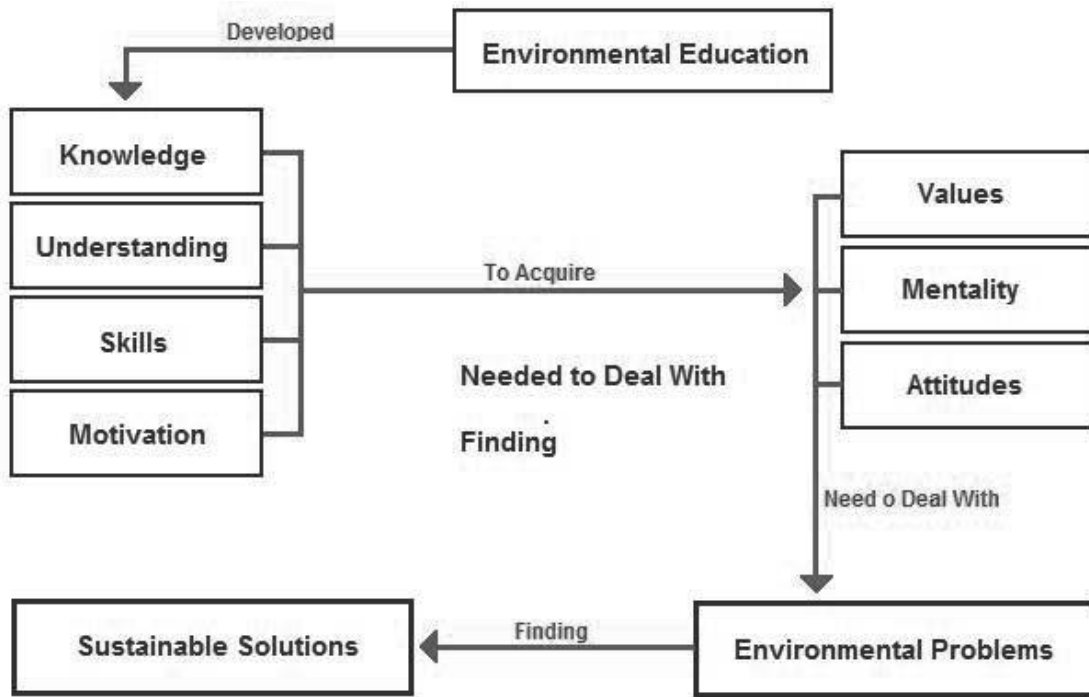 Developed
Environmental Education
Knowledge
Understanding
Skills
Motivation
To Acquire
Needed to Deal With
Finding
Values
Mentality
Attitudes
Need o Deal With
Sustainable Solutions
Finding
Environmental Problems